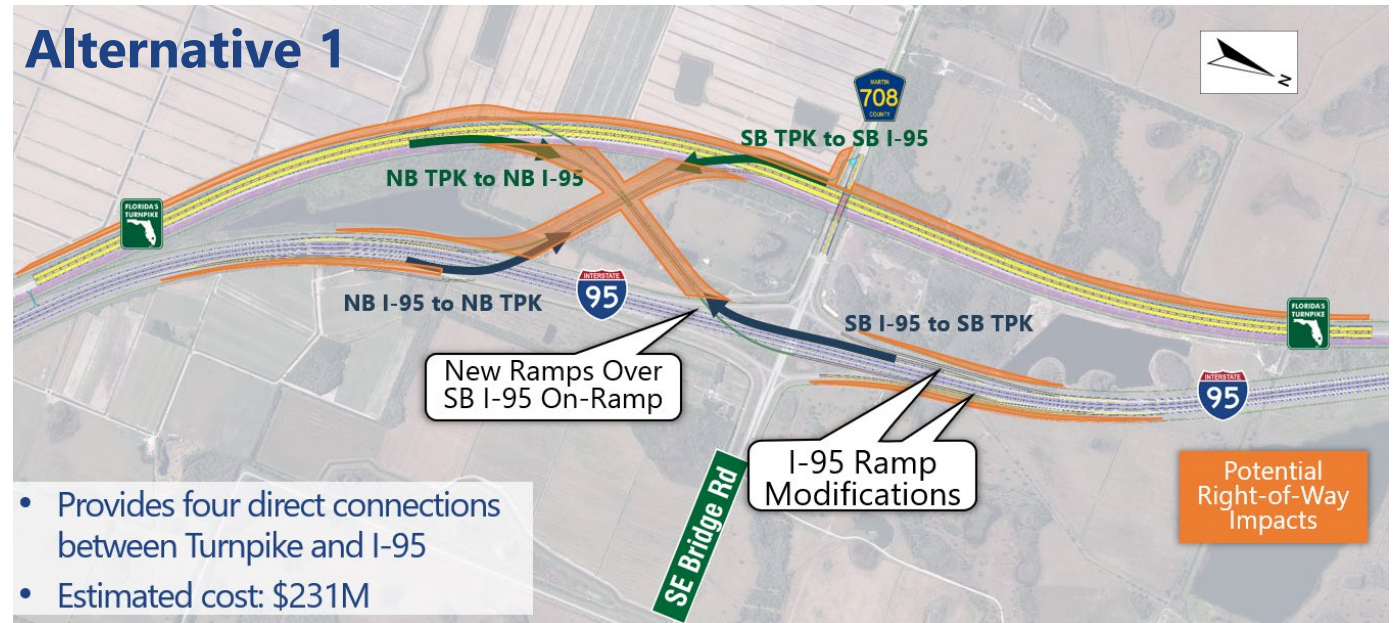 Alternative 1
N
MARTIN
708
COUNTY
SB TPK to SB I-95
NB TPK to NB I-95
FLORIDA'S
TURNPIKE
NB I-95 to NB TPK
INTERSTATE
95
SB I-95 to SB TPK
FLORIDA'S
TURNPIKE
New Ramps Over
SB I-95 On-Ramp
INTERSTATE
95
I-95 Ramp
Modifications
SE Bridge Rd
Potential
Right-of-Way
Impacts
• Provides four direct connections
between Turnpike and I-95
• Estimated cost: $231M